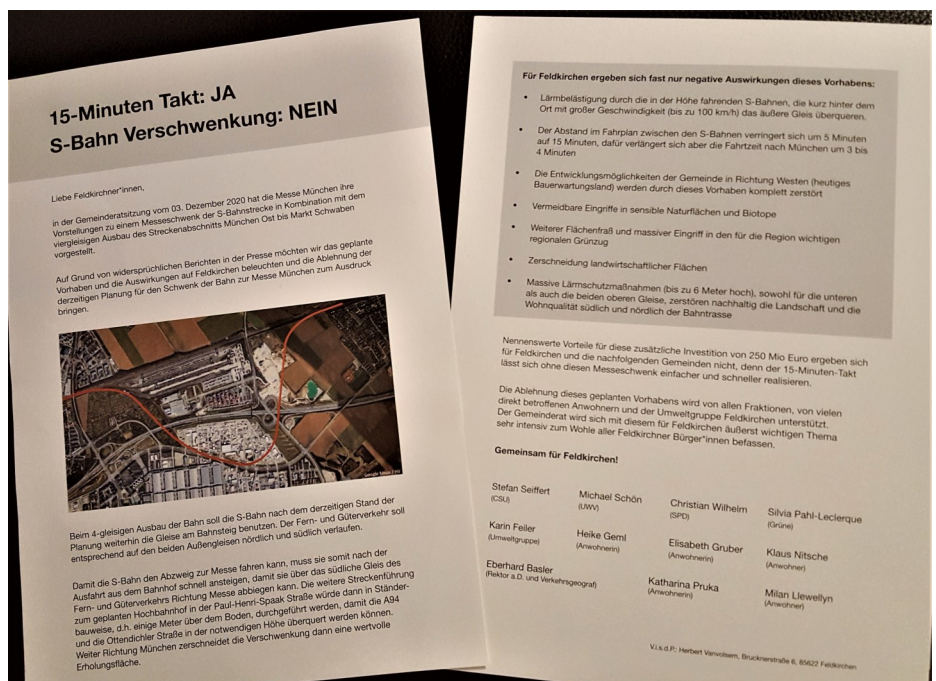 15-Minuten Takt: JA
S-Bahn Verschwenkung: NEIN
Liebe Feldkirchner*innen,
in der Gemeinderatsitzung vom 03. Dezember 2020 hat die Messe München ihre
Vorstellungen zu einem Messeschwenk der S-Bahnstrecke in Kombination mit dem
viergleisigen Ausbau des Streckenabschnitts München Ost bis Markt Schwaben
vorgestellt.
Auf Grund von widersprüchlichen Berichten in der Presse möchten wir das geplante
Vorhaben und die Auswirkungen auf Feldkirchen beleuchten und die Ablehnung der
derzeitigen Planung für den Schwenk der Bahn zur Messe München zum Ausdruck
bringen.
Beim 4-gleisigen Ausbau der Bahn soll die S-Bahn nach dem derzeitigen Stand der
Planung weiterhin die Gleise am Bahnsteig benutzen. Der Fern- und Güterverkehr soll
entsprechend auf den beiden Außengleisen nördlich und südlich verlaufen.
Damit die S-Bahn den Abzweig zur Messe fahren kann, muss sie somit nach der
Ausfahrt aus dem Bahnhof schnell ansteigen, damit sie über das südliche Gleis des
Fern- und Güterverkehrs Richtung Messe abbiegen kann. Die weitere Streckenführung
zum geplanten Hochbahnhof in der Paul-Henri-Spaak Straße würde dann in Ständer-
bauweise, d.h. einige Meter über dem Boden, durchgeführt werden, damit die A94
und die Ottendichler Straße in der notwendigen Höhe überquert werden können.
Weiter Richtung München zerschneidet die Verschwenkung dann eine wertvolle
Erholungsfläche.
Für Feldkirchen ergeben sich fast nur negative Auswirkungen dieses Vorhabens:
• Lärmbelästigung durch die in der Höhe fahrenden S-Bahnen, die kurz hinter dem
Ort mit großer Geschwindigkeit (bis zu 100 km/h) das äußere Gleis überqueren.
• Der Abstand im Fahrplan zwischen den S-Bahnen verringert sich um 5 Minuten
auf 15 Minuten, dafür verlängert sich aber die Fahrtzeit nach München um 3 bis
4 Minuten
• Die Entwicklungsmöglichkeiten der Gemeinde in Richtung Westen (heutiges
Bauerwartungsland) werden durch dieses Vorhaben komplett zerstört
• Vermeidbare Eingriffe in sensible Naturflächen und Biotope
• Weiterer Flächenfraß und massiver Eingriff in den für die Region wichtigen
regionalen Grünzug
• Zerschneidung landwirtschaftlicher Flächen
• Massive Lärmschutzmaßnahmen (bis zu 6 Meter hoch), sowohl für die unteren
als auch die beiden oberen Gleise, zerstören nachhaltig die Landschaft und die
Wohnqualität südlich und nördlich der Bahntrasse
Nennenswerte Vorteile für diese zusätzliche Investition von 250 Mio Euro ergeben sich
für Feldkirchen und die nachfolgenden Gemeinden nicht, denn der 15-Minuten-Takt
lässt sich ohne diesen Messeschwenk einfacher und schneller realisieren.
Die Ablehnung dieses geplanten Vorhabens wird von allen Fraktionen, von vielen
direkt betroffenen Anwohnern und der Umweltgruppe Feldkirchen unterstützt.
Der Gemeinderat wird sich mit diesem für Feldkirchen äußerst wichtigen Thema
sehr intensiv zum Wohle aller Feldkirchner Bürger*innen befassen.
Gemeinsam für Feldkirchen!
Stefan Seiffert Michael Schön Christian Wilhelm Silvia Pahl-Leclerque
(CSU) (UWV) (SPD) (Grüne)
Karin Feiler Heike Geml Elisabeth Gruber Klaus Nitsche
(Umweltgruppe) (Anwohnerin) (Anwohnerin) (Anwohner)
Eberhard Basler Katharina Pruka Milan Llewellyn
(Rektor a.D. und Verkehrsgeograf) (Anwohnerin) (Anwohner)
V.i.s.d.P.: Herbert Vanvolsem, Brucknerstraße 6, 85622 Feldkirchen